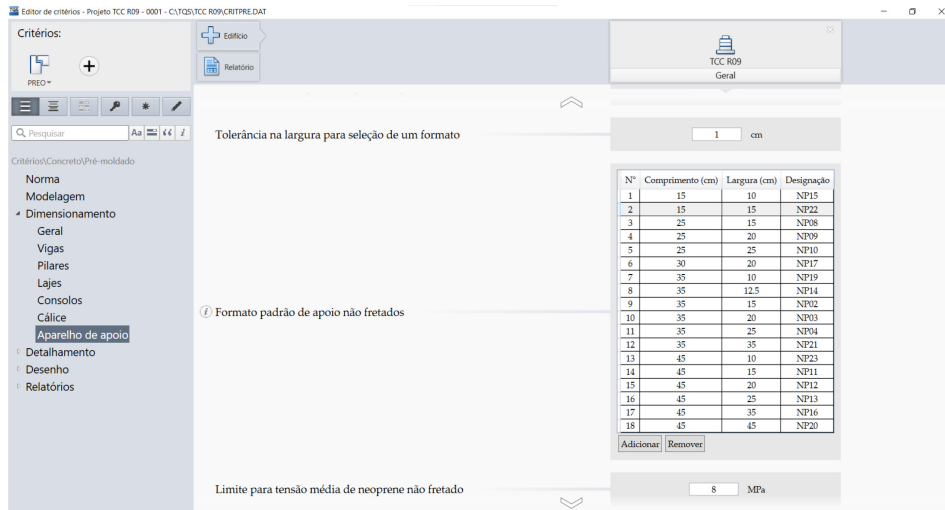 Editor de critérios - Projeto TCC R09 - 0001 - C:\TQS\TCC R09\CRITPRE.DAT
Critérios:
PREO
Edifício
Relatório
TCC R09
Geral
Pesquisar
Aa
i
Critérios\Concreto\Pré-moldado
Norma
Modelagem
Dimensionamento
Geral
Vigas
Pilares
Lajes
Consolos
Cálice
Aparelho de apoio
Detalhamento
Desenho
Relatórios
Tolerância na largura para seleção de um formato 1 cm
i Formato padrão de apoio não fretados
Nº Comprimento (cm) Largura (cm) Designação
1 15 10 NP15
2 15 15 NP22
3 25 15 NP08
4 25 20 NP09
5 25 25 NP10
6 30 20 NP17
7 35 10 NP19
8 35 12.5 NP14
9 35 15 NP02
10 35 20 NP03
11 35 25 NP04
12 35 35 NP21
13 45 10 NP23
14 45 15 NP11
15 45 20 NP12
16 45 25 NP13
17 45 35 NP16
18 45 45 NP20
Adicionar Remover
Limite para tensão média de neoprene não fretado 8 MPa